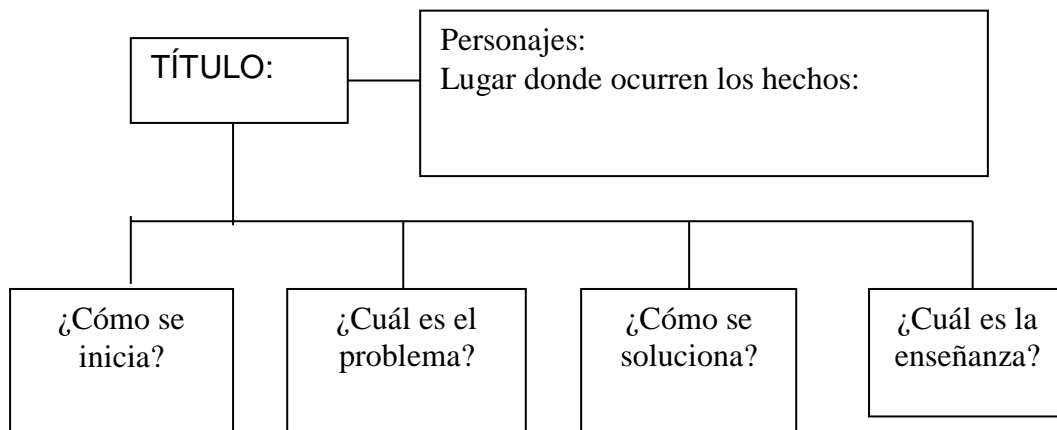 TÍTULO:
Personajes:
Lugar donde ocurren los hechos:
¿Cómo se
inicia?
¿Cuál es el
problema?
¿Cómo se
soluciona?
¿Cuál es la
enseñanza?